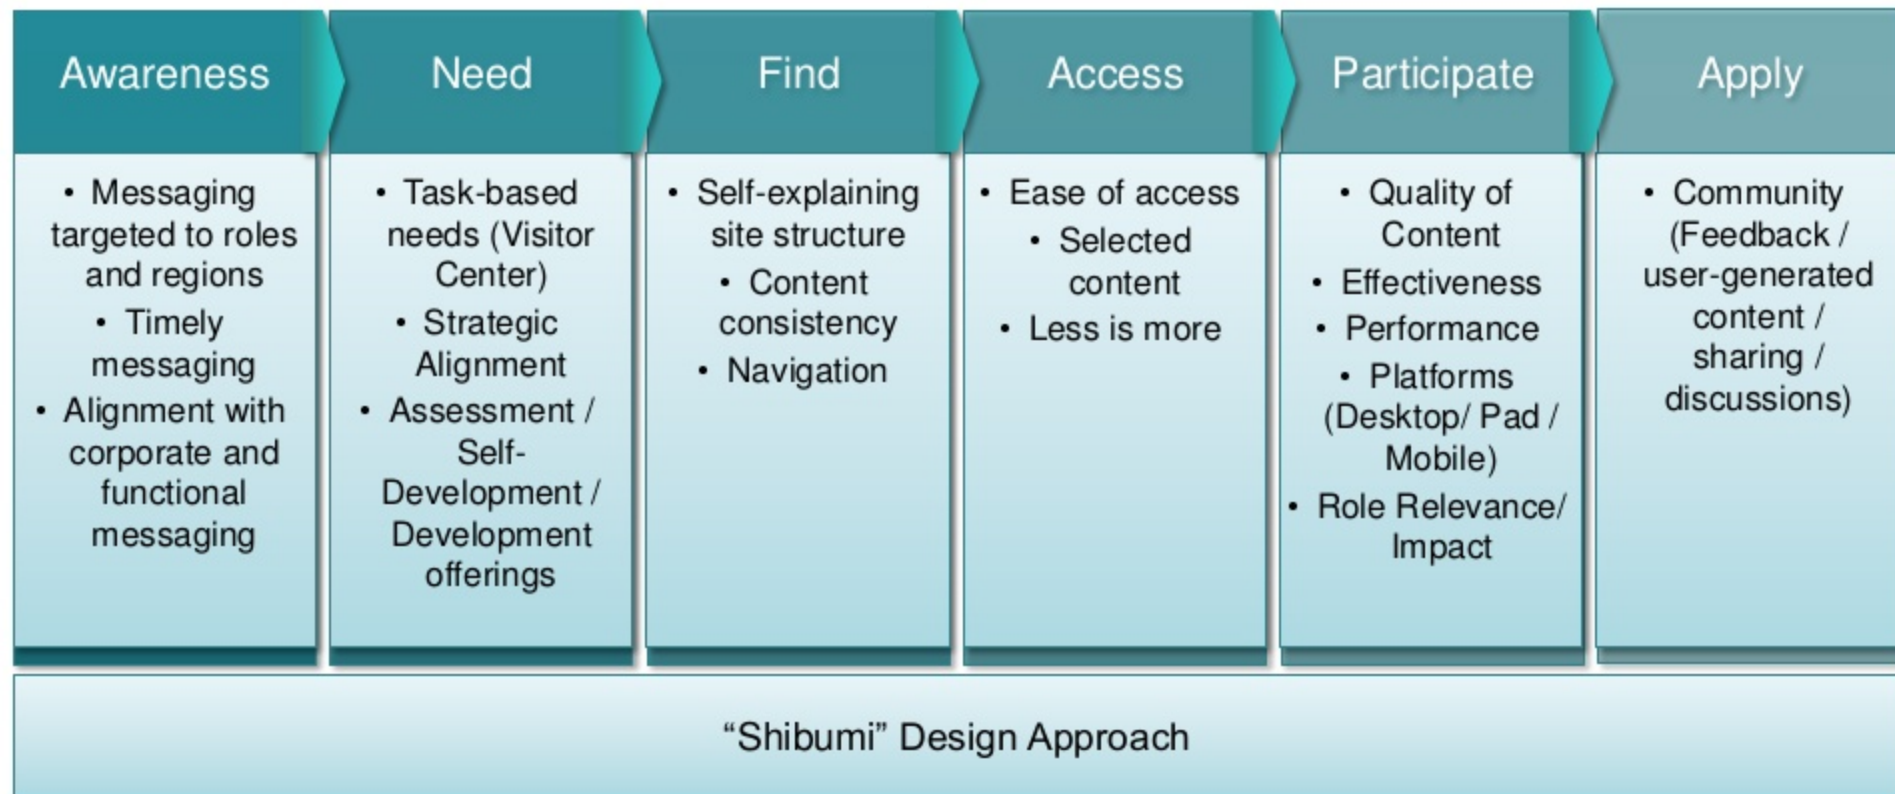 Awareness
• Messaging
targeted to roles
and regions
• Timely
messaging
• Alignment with
corporate and
functional
messaging
Need
• Task-based
needs (Visitor
Center)
• Strategic
Alignment
• Assessment /
Self-
Development /
Development
offerings
Find
• Self-explaining
site structure
• Content
consistency
• Navigation
Access
• Ease of access
• Selected
content
• Less is more
Participate
• Quality of
Content
• Effectiveness
• Performance
• Platforms
(Desktop/ Pad /
Mobile)
• Role Relevance/
Impact
Apply
• Community
(Feedback /
user-generated
content /
sharing /
discussions)
“Shibumi” Design Approach